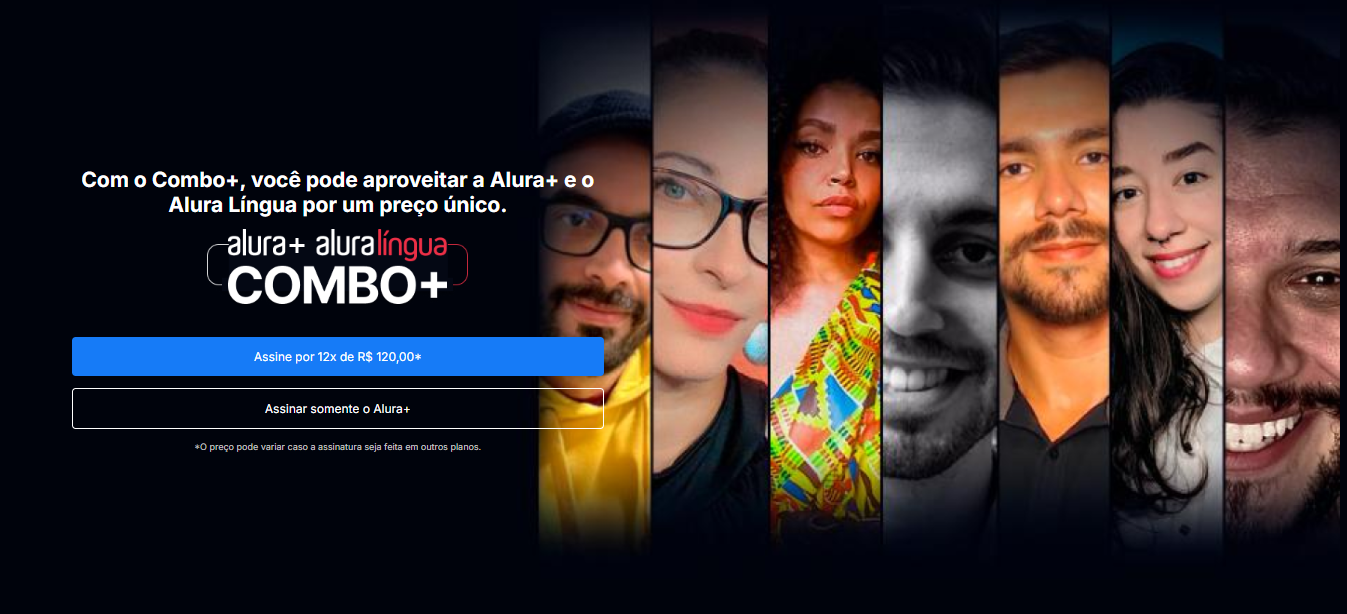 Com o Combo+, você pode aproveitar a Alura+ e o
Alura Língua por um preço único.
alura+ aluralíngua
COMBO+
Assine por 12x de R$ 120,00*
Assinar somente o Alura+
*O preço pode variar caso a assinatura seja feita em outros planos.